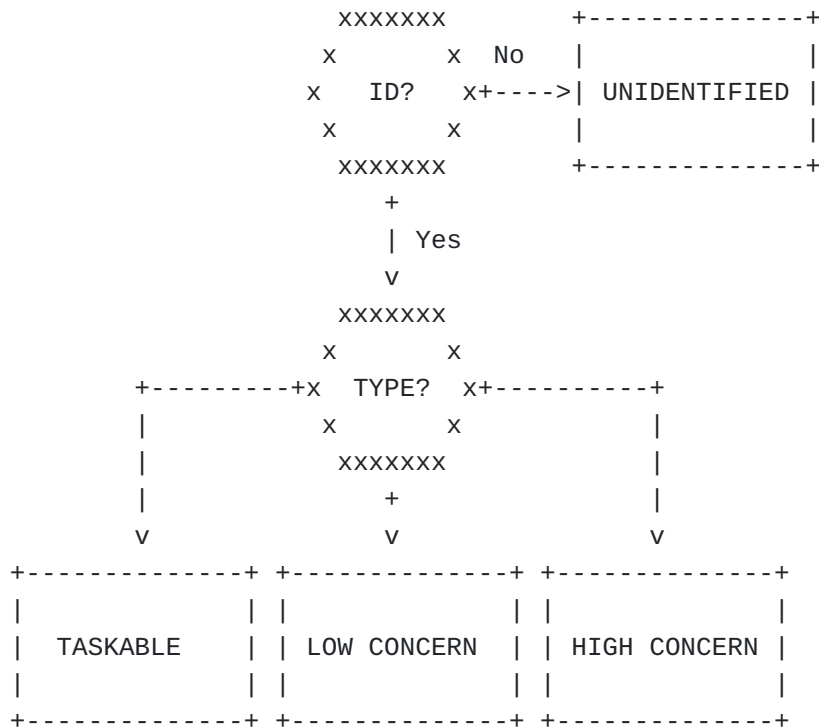 No
ID?
UNIDENTIFIED
Yes
TYPE?
TASKABLE
LOW CONCERN
HIGH CONCERN